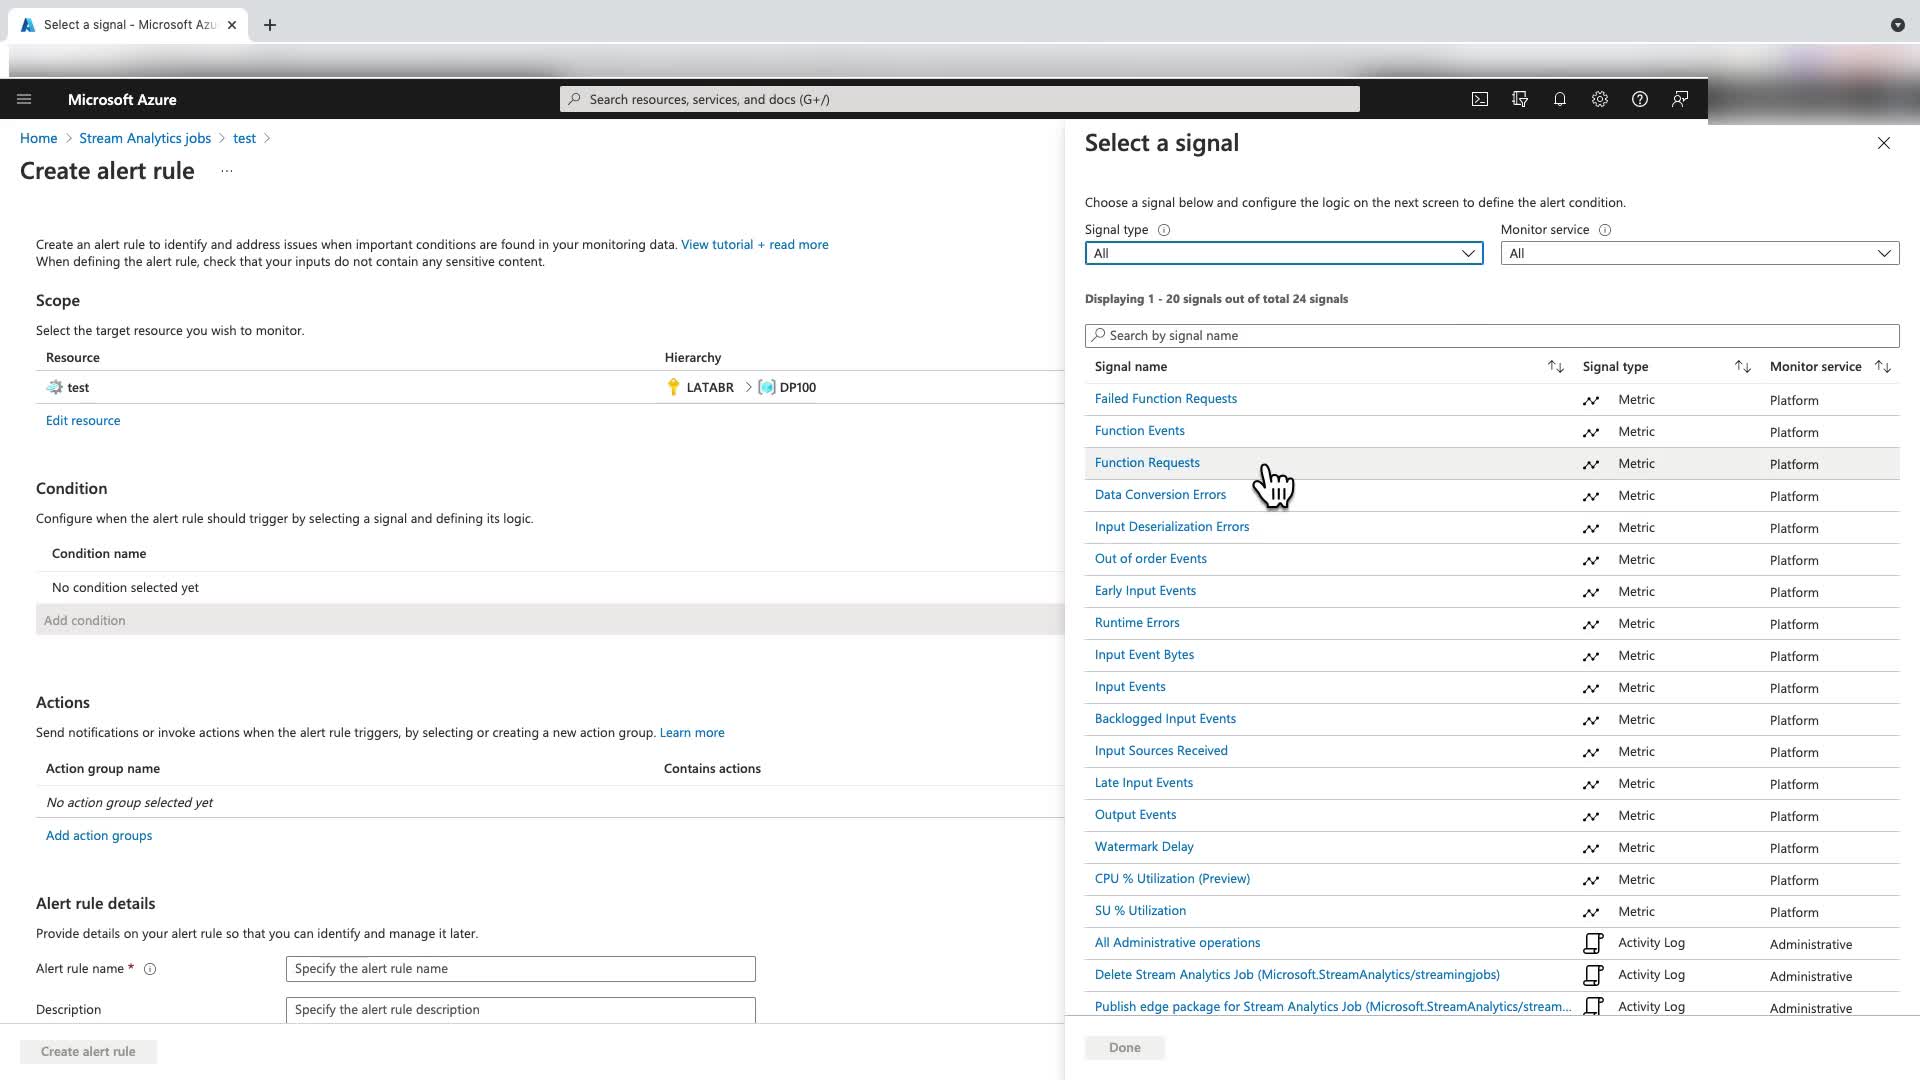 Select a signal - Microsoft Azu
Microsoft Azure
Search resources, services, and docs (G+/)
Home > Stream Analytics jobs > test >
Create alert rule ...
Create an alert rule to identify and address issues when important conditions are found in your monitoring data. View tutorial + read more
When defining the alert rule, check that your inputs do not contain any sensitive content.
Scope
Select the target resource you wish to monitor.
Resource Hierarchy
test LATABR > DP100
Edit resource
Condition
Configure when the alert rule should trigger by selecting a signal and defining its logic.
Condition name
No condition selected yet
Add condition
Actions
Send notifications or invoke actions when the alert rule triggers, by selecting or creating a new action group. Learn more
Action group name Contains actions
No action group selected yet
Add action groups
Alert rule details
Provide details on your alert rule so that you can identify and manage it later.
Alert rule name * Specify the alert rule name
Description Specify the alert rule description
Create alert rule
Select a signal
Choose a signal below and configure the logic on the next screen to define the alert condition.
Signal type Monitor service
All All
Displaying 1 - 20 signals out of total 24 signals
Search by signal name
Signal name Signal type Monitor service
Failed Function Requests Metric Platform
Function Events Metric Platform
Function Requests Metric Platform
Data Conversion Errors Metric Platform
Input Deserialization Errors Metric Platform
Out of order Events Metric Platform
Early Input Events Metric Platform
Runtime Errors Metric Platform
Input Event Bytes Metric Platform
Input Events Metric Platform
Backlogged Input Events Metric Platform
Input Sources Received Metric Platform
Late Input Events Metric Platform
Output Events Metric Platform
Watermark Delay Metric Platform
CPU % Utilization (Preview) Metric Platform
SU % Utilization Metric Platform
All Administrative operations Activity Log Administrative
Delete Stream Analytics Job (Microsoft.StreamAnalytics/streamingjobs) Activity Log Administrative
Publish edge package for Stream Analytics Job (Microsoft.StreamAnalytics/stream... Activity Log Administrative
Done